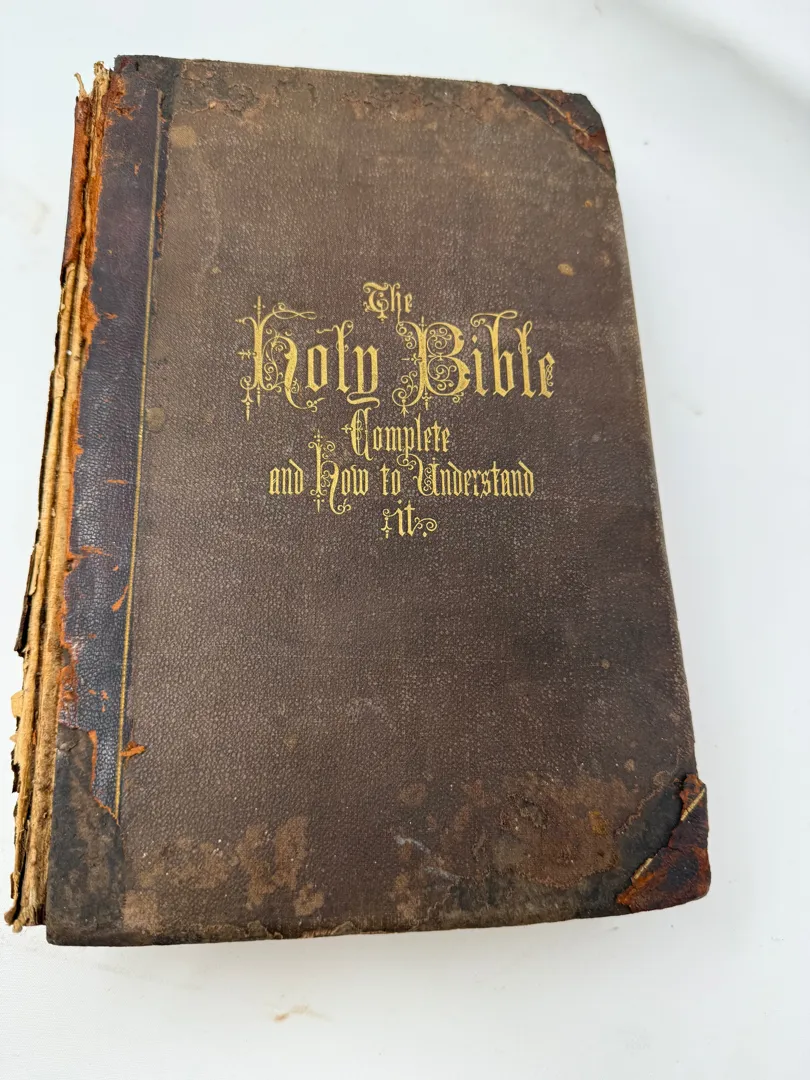 The
Holy Bible
Complete
and How to Understand
it.